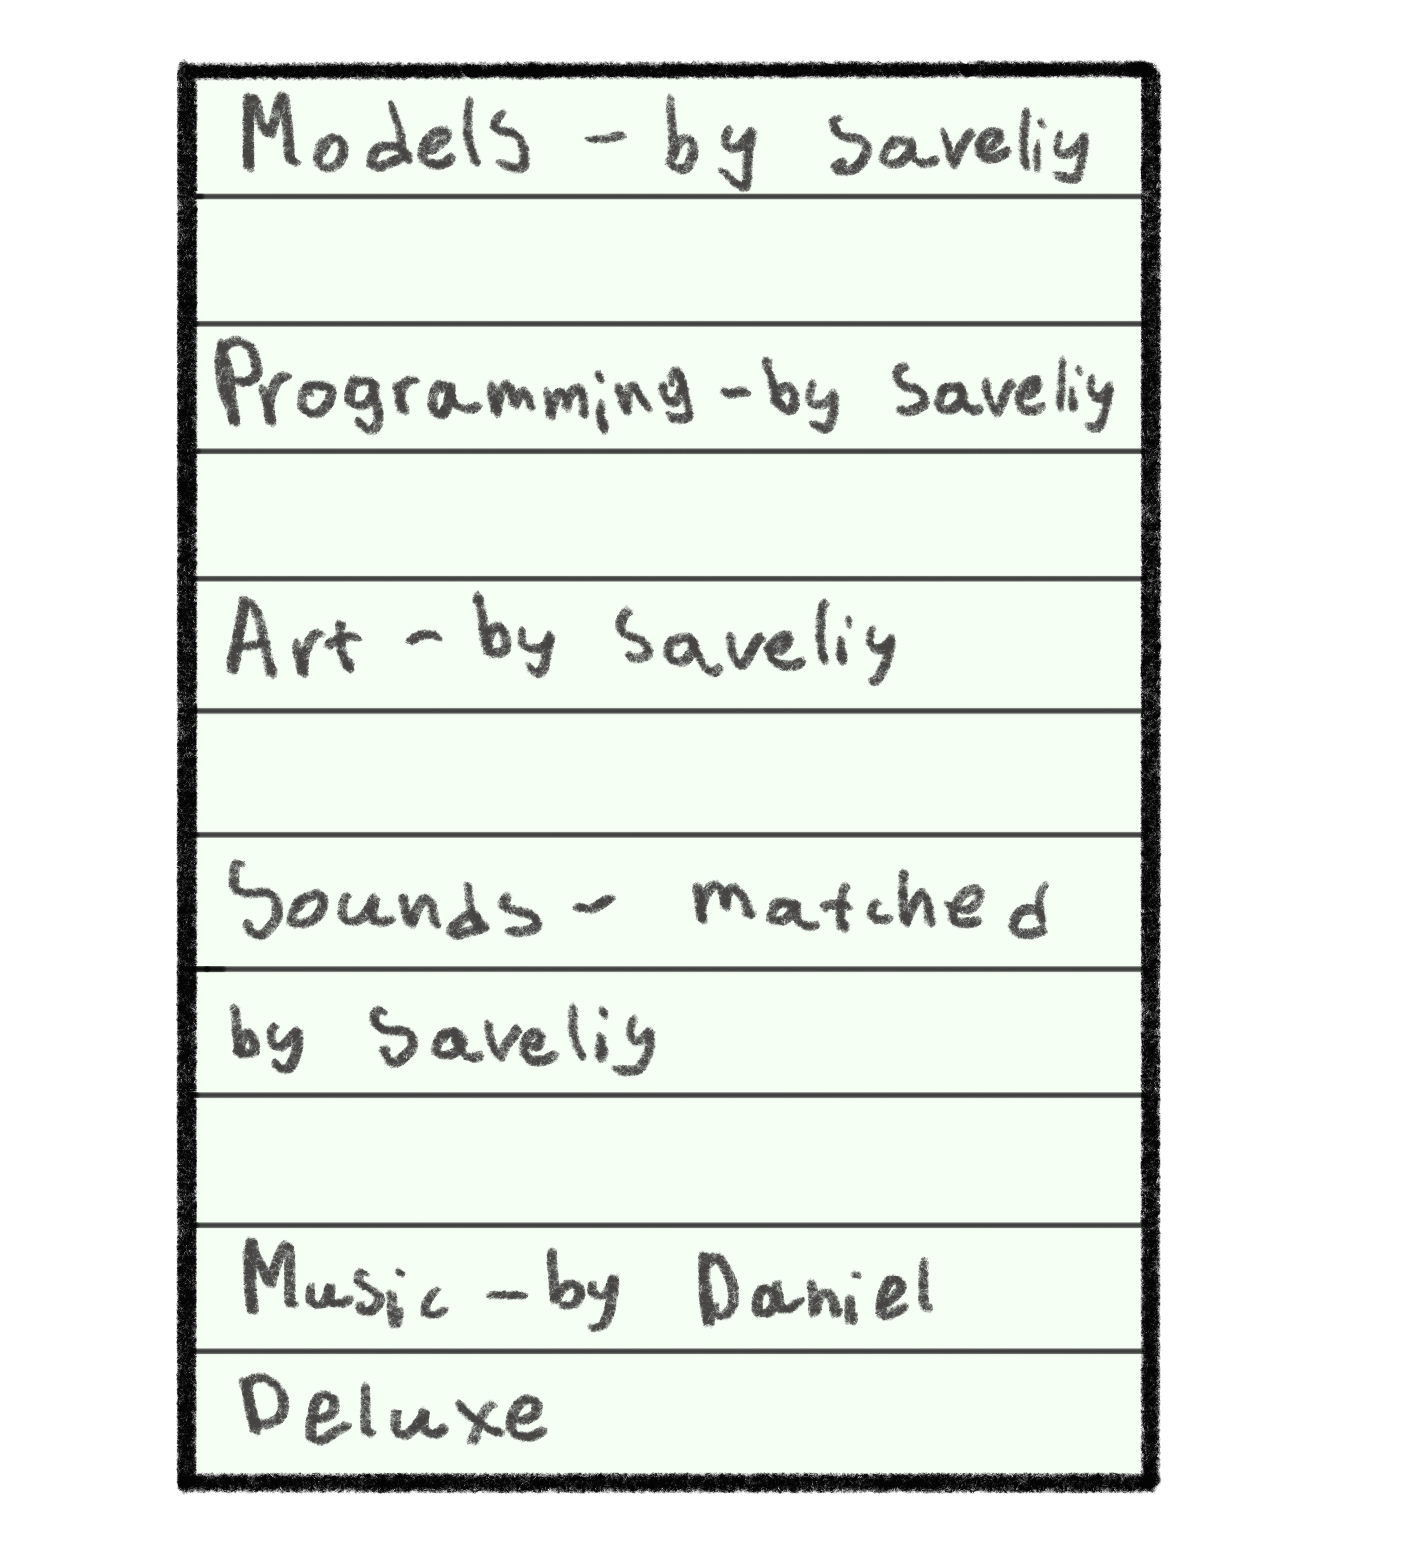 Models - by Saveliy
Programming - by Saveliy
Art - by Saveliy
Sounds - matched
by Saveliy
Music - by Daniel
Deluxe